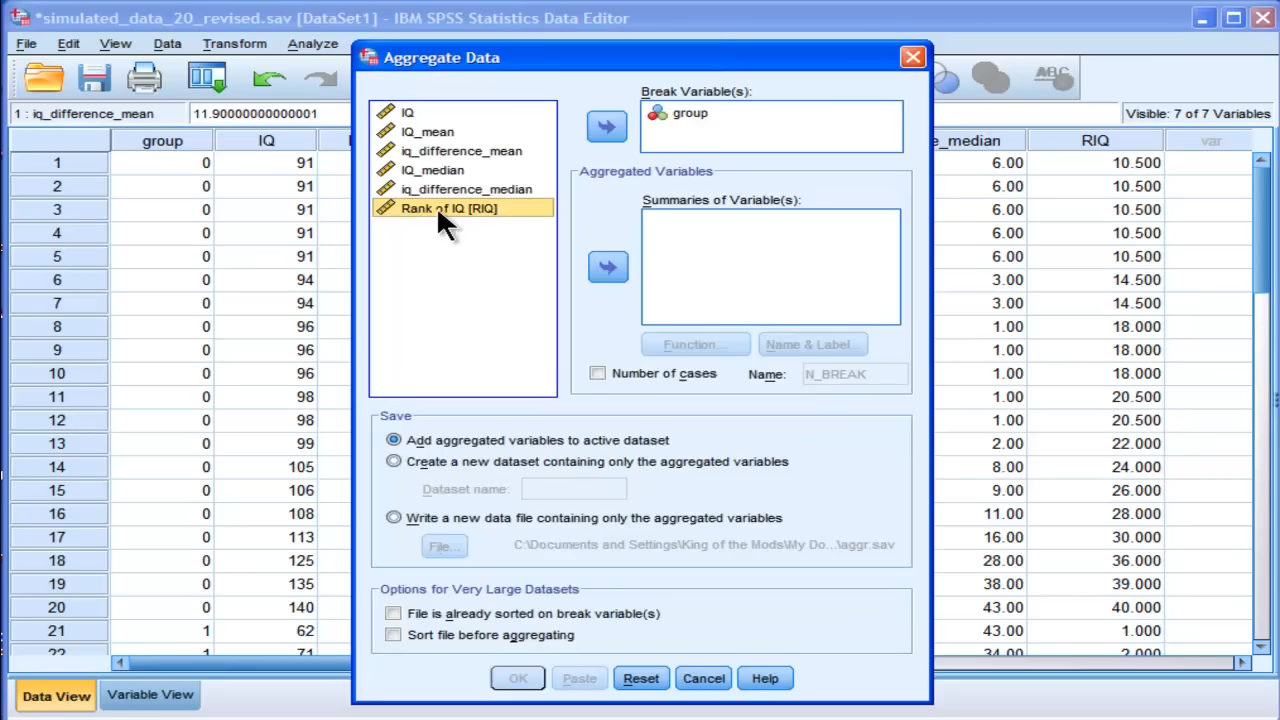 *simulated_data_20_revised.sav [DataSet1] - IBM SPSS Statistics Data Editor
File Edit View Data Transform Analyze
1 : iq_difference_mean 11.90000000000001 Visible: 7 of 7 Variables
group IQ e_median RIQ var
1 0 91 6.00 10.500
2 0 91 6.00 10.500
3 0 91 6.00 10.500
4 0 91 6.00 10.500
5 0 91 6.00 10.500
6 0 94 3.00 14.500
7 0 94 3.00 14.500
8 0 96 1.00 18.000
9 0 96 1.00 18.000
10 0 96 1.00 18.000
11 0 98 1.00 20.500
12 0 98 1.00 20.500
13 0 99 2.00 22.000
14 0 105 8.00 24.000
15 0 106 9.00 26.000
16 0 108 11.00 28.000
17 0 113 16.00 30.000
18 0 125 28.00 36.000
19 0 135 38.00 39.000
20 0 140 43.00 40.000
21 1 62 43.00 1.000
22 1 71 34.00 2.000
Data View Variable View
Aggregate Data
IQ
IQ_mean
iq_difference_mean
IQ_median
iq_difference_median
Rank of IQ [RIQ]
Break Variable(s):
group
Aggregated Variables
Summaries of Variable(s):
Function... Name & Label...
Number of cases Name: N_BREAK
Save
Add aggregated variables to active dataset
Create a new dataset containing only the aggregated variables
Dataset name:
Write a new data file containing only the aggregated variables
File... C:\Documents and Settings\King of the Mods\My Do...\aggr.sav
Options for Very Large Datasets
File is already sorted on break variable(s)
Sort file before aggregating
OK Paste Reset Cancel Help